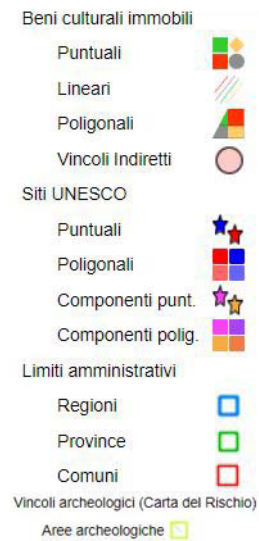 Beni culturali immobili
Puntuali
Lineari
Poligonali
Vincoli Indiretti
Siti UNESCO
Puntuali
Poligonali
Componenti punt.
Componenti polig.
Limiti amministrativi
Regioni
Province
Comuni
Vincoli archeologici (Carta del Rischio)
Aree archeologiche